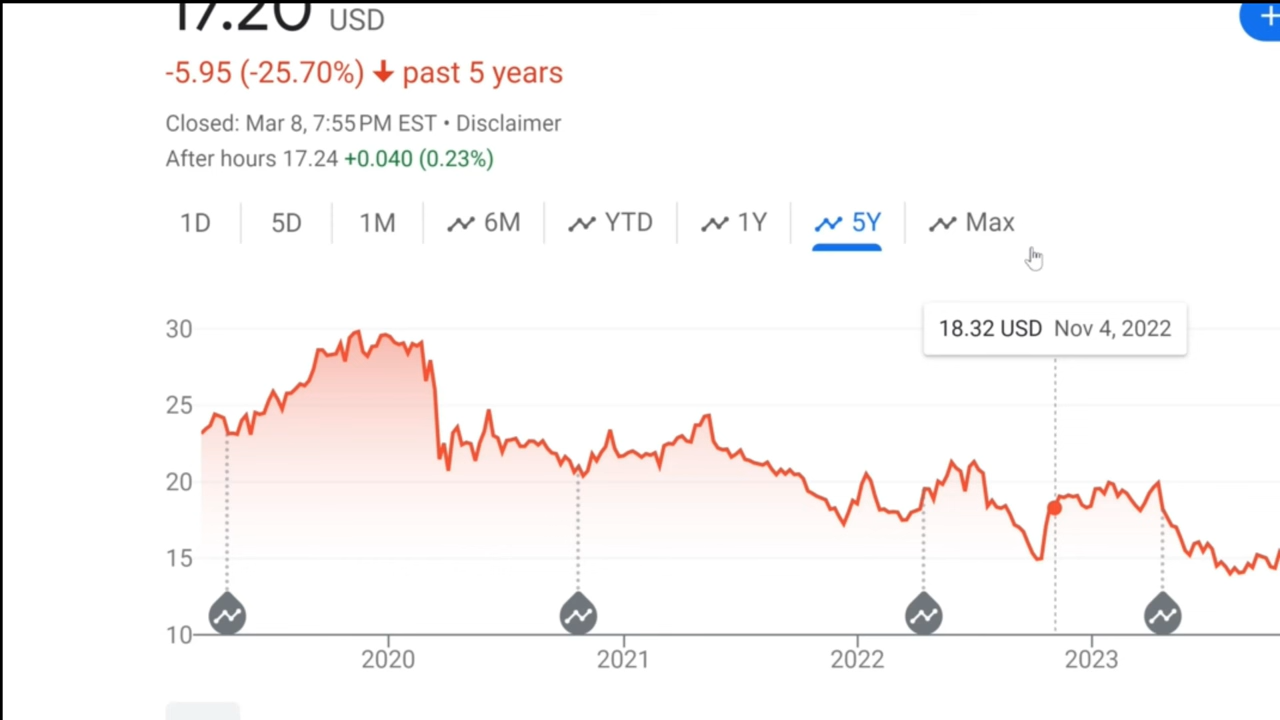 17.20 USD
-5.95 (-25.70%) ↓ past 5 years
Closed: Mar 8, 7:55 PM EST • Disclaimer
After hours 17.24 +0.040 (0.23%)
1D 5D 1M 6M YTD 1Y 5Y Max
18.32 USD Nov 4, 2022
30
25
20
15
10
2020 2021 2022 2023